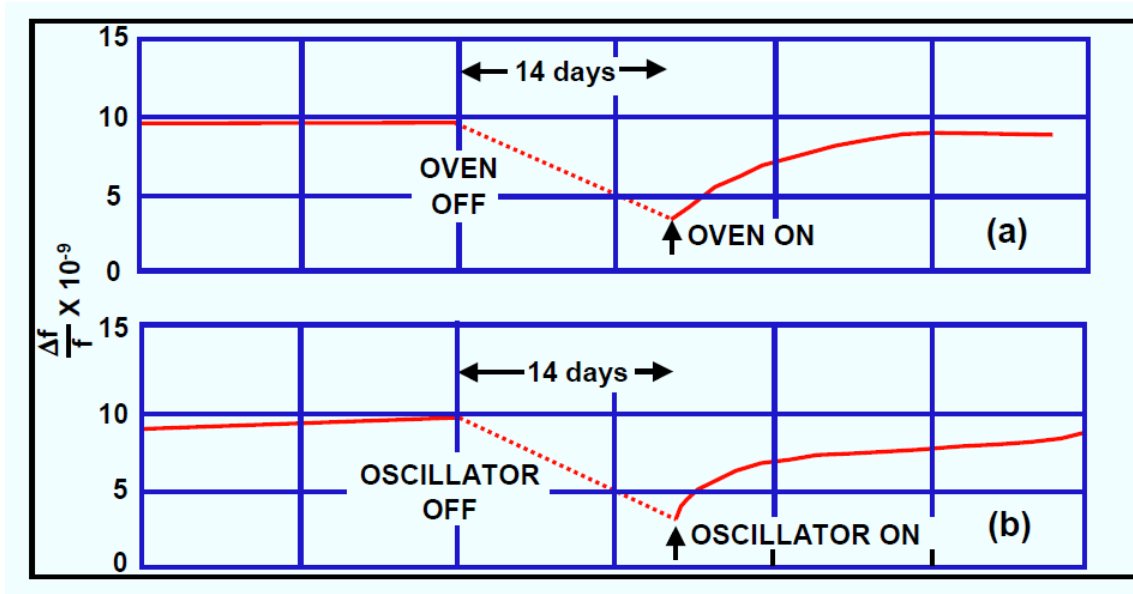 15
14 days
10
OVEN
OFF
5
OVEN ON
(a)
0
Δf
f
X 10-9
15
14 days
10
OSCILLATOR
OFF
5
OSCILLATOR ON
(b)
0